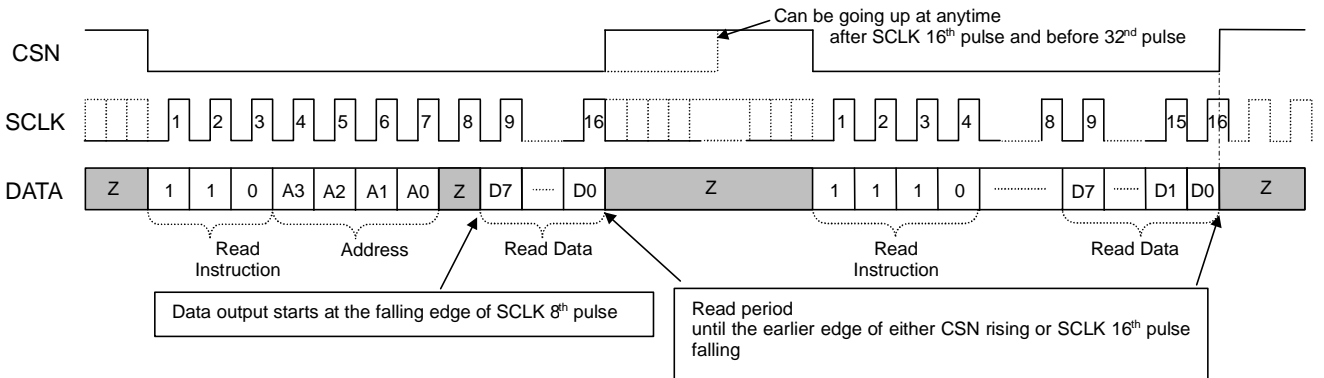 Can be going up at anytime
after SCLK 16th pulse and before 32nd pulse
CSN
SCLK 1 2 3 4 5 6 7 8 9 16 1 2 3 4 8 9 15 16
DATA Z 1 1 0 A3 A2 A1 A0 Z D7 ...... D0 Z 1 1 1 0 .............. D7 ...... D1 D0 Z
Read
Instruction
Address
Read Data
Read
Instruction
Read Data
Data output starts at the falling edge of SCLK 8th pulse
Read period
until the earlier edge of either CSN rising or SCLK 16th pulse
falling